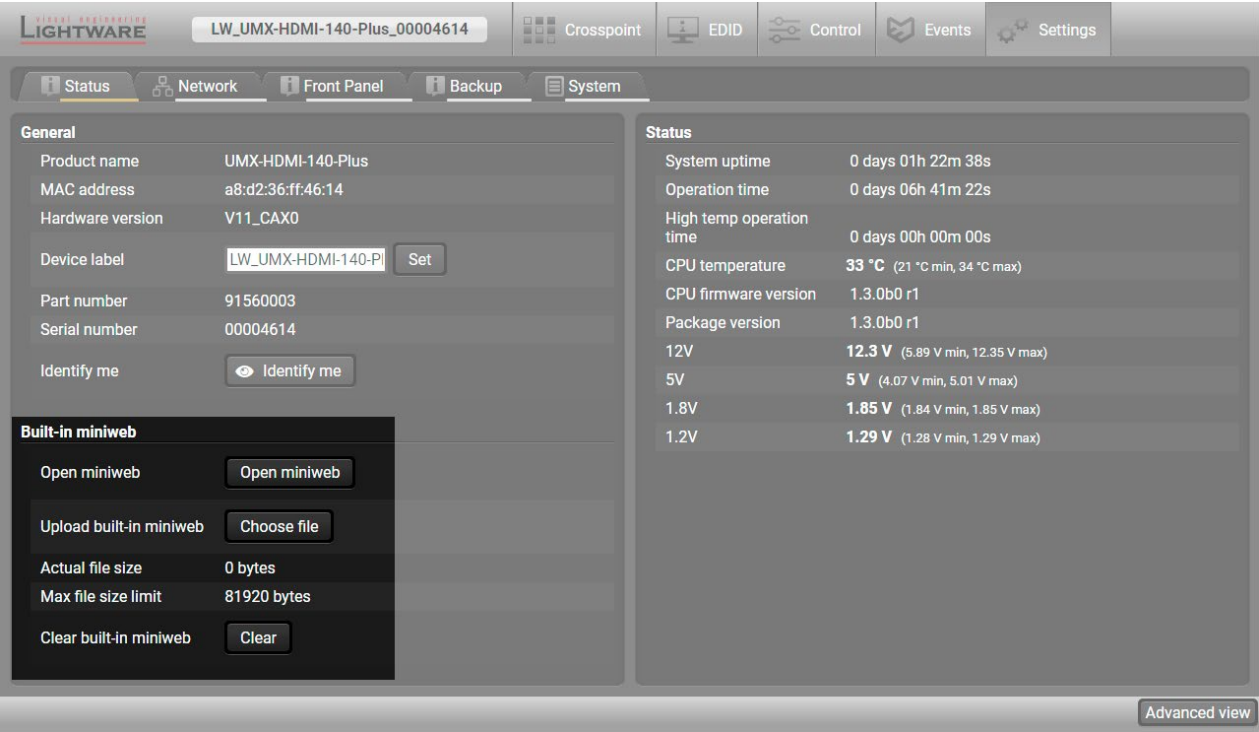 visual engineering
LIGHTWARE
LW_UMX-HDMI-140-Plus_00004614
Crosspoint
EDID
Control
Events
Settings
Status
Network
Front Panel
Backup
System
General
Product name UMX-HDMI-140-Plus
MAC address a8:d2:36:ff:46:14
Hardware version V11_CAX0
Device label LW_UMX-HDMI-140-Pl Set
Part number 91560003
Serial number 00004614
Identify me Identify me
Built-in miniweb
Open miniweb Open miniweb
Upload built-in miniweb Choose file
Actual file size 0 bytes
Max file size limit 81920 bytes
Clear built-in miniweb Clear
Status
System uptime 0 days 01h 22m 38s
Operation time 0 days 06h 41m 22s
High temp operation
time 0 days 00h 00m 00s
CPU temperature 33 °C (21 °C min, 34 °C max)
CPU firmware version 1.3.0b0 r1
Package version 1.3.0b0 r1
12V 12.3 V (5.89 V min, 12.35 V max)
5V 5 V (4.07 V min, 5.01 V max)
1.8V 1.85 V (1.84 V min, 1.85 V max)
1.2V 1.29 V (1.28 V min, 1.29 V max)
Advanced view